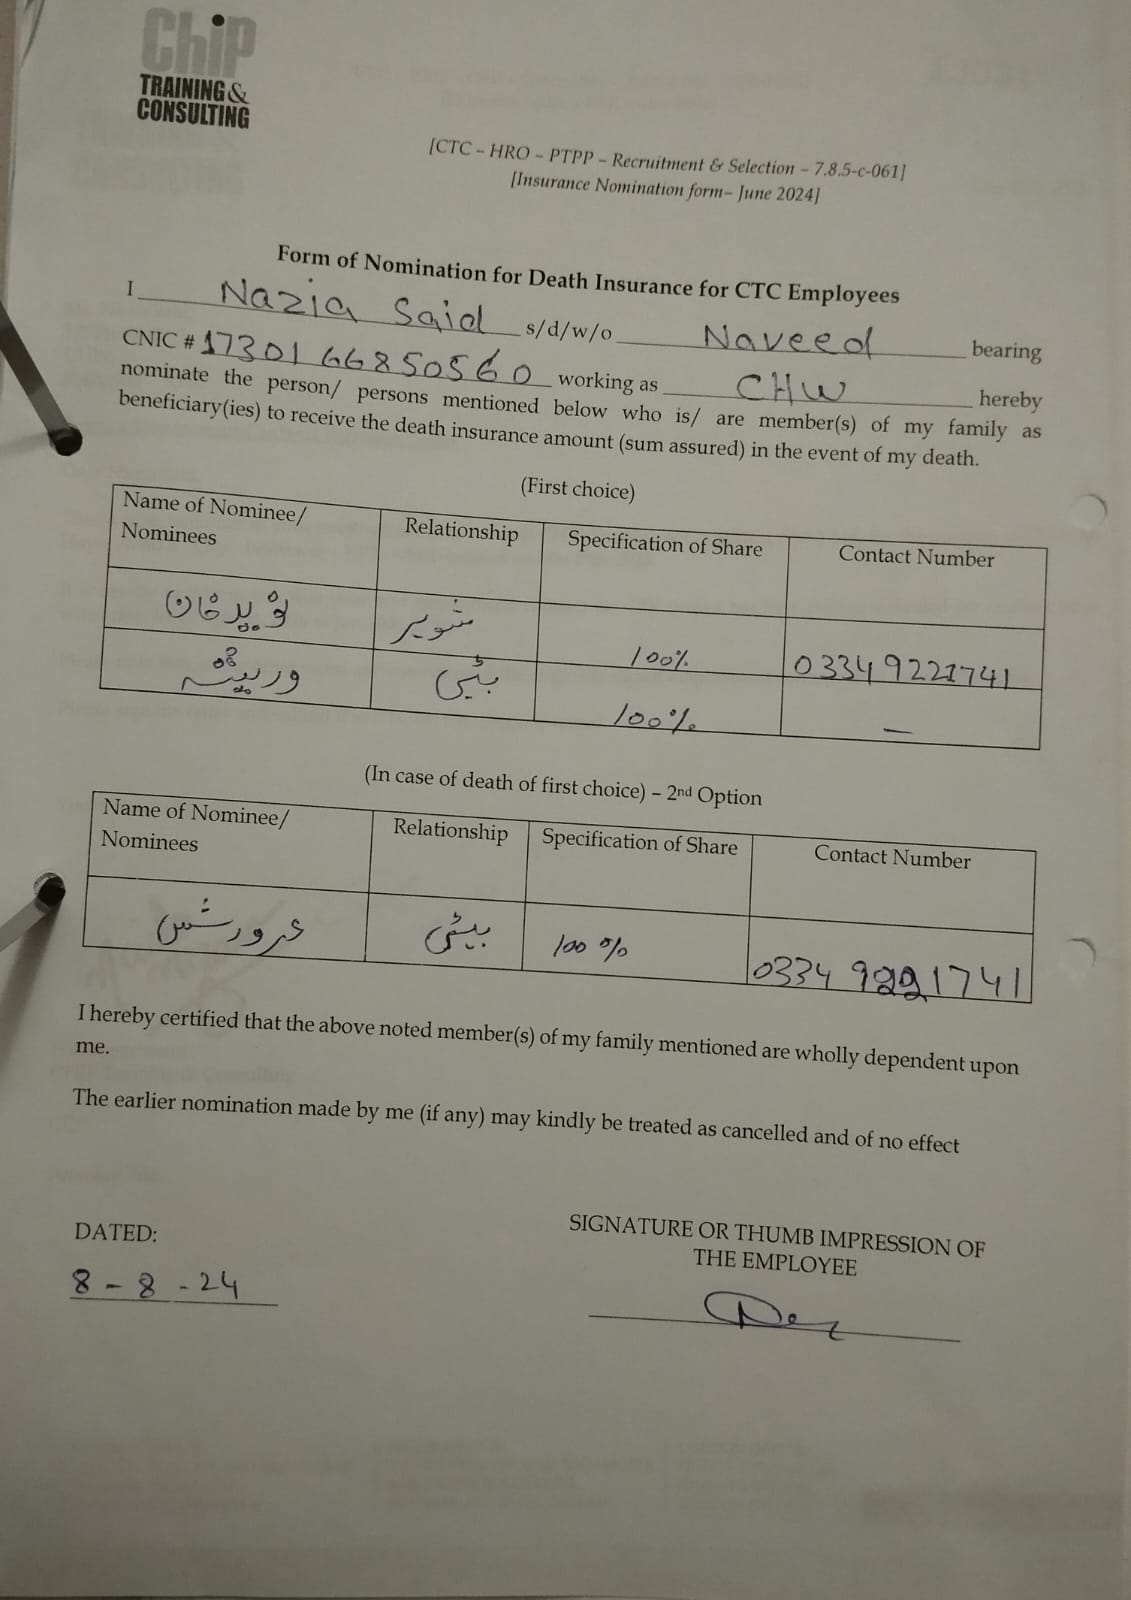 ChiP
TRAINING &
CONSULTING
[CTC – HRO – PTPP – Recruitment & Selection – 7.8.5-c-061]
[Insurance Nomination form– June 2024]
Form of Nomination for Death Insurance for CTC Employees
I Nazia Said s/d/w/o Naveed bearing
CNIC # 1730166850560 working as CHW hereby
nominate the person/ persons mentioned below who is/ are member(s) of my family as
beneficiary(ies) to receive the death insurance amount (sum assured) in the event of my death.
(First choice)
Name of Nominee/ Nominees Relationship Specification of Share Contact Number
نوید خان شوہر 100% 03349221741
وریشہ بیٹی 100% –
(In case of death of first choice) – 2nd Option
Name of Nominee/ Nominees Relationship Specification of Share Contact Number
بیٹی 100 % 03349221741
I hereby certified that the above noted member(s) of my family mentioned are wholly dependent upon
me.
The earlier nomination made by me (if any) may kindly be treated as cancelled and of no effect
DATED:
8 - 8 - 24
SIGNATURE OR THUMB IMPRESSION OF
THE EMPLOYEE